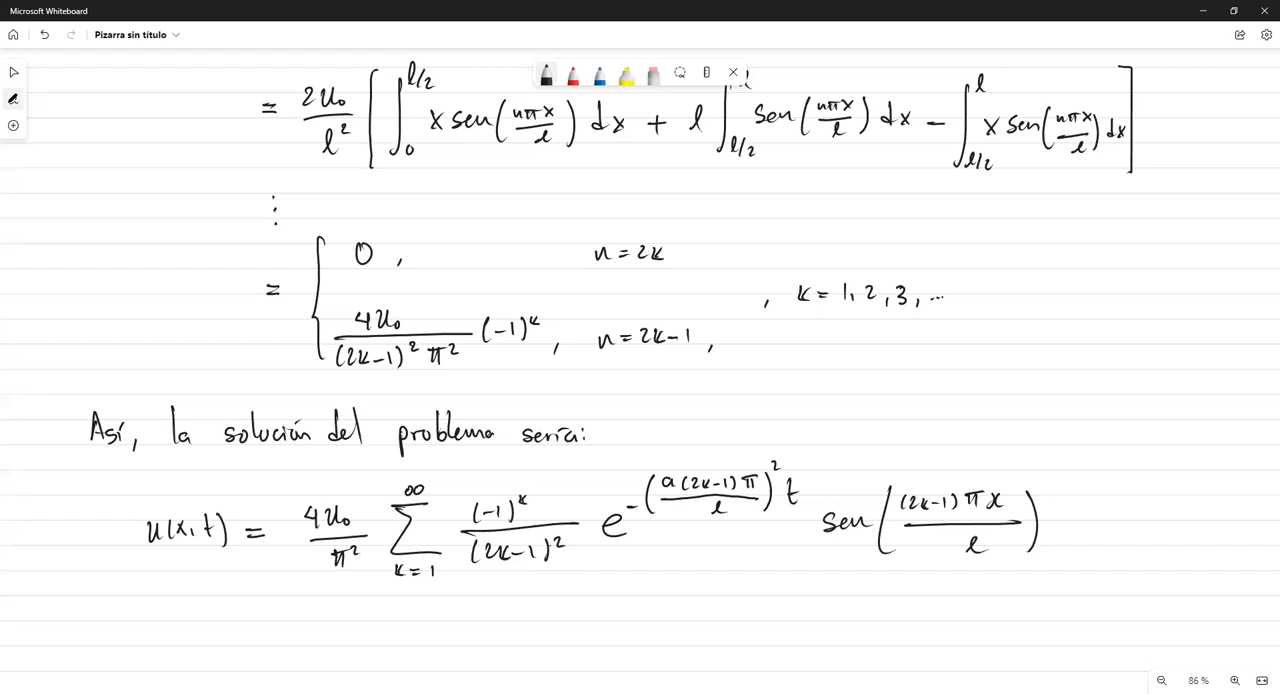 Microsoft Whiteboard
Pizarra sin título
= 2u₀/l² [ ∫₀^{l/2} x sen(nπx/l) dx + l ∫_{l/2}^{l} sen(nπx/l) dx − ∫_{l/2}^{l} x sen(nπx/l) dx ]
⋮
= { 0 , n = 2k
4u₀/((2k−1)² π²) (−1)^k , n = 2k−1 , , k = 1, 2, 3, ...
Así, la solución del problema sería:
u(x,t) = 4u₀/π² ∑_{k=1}^{∞} (−1)^k/(2k−1)² e^{−(a(2k−1)π/l)² t} sen((2k−1)πx/l)
86 %